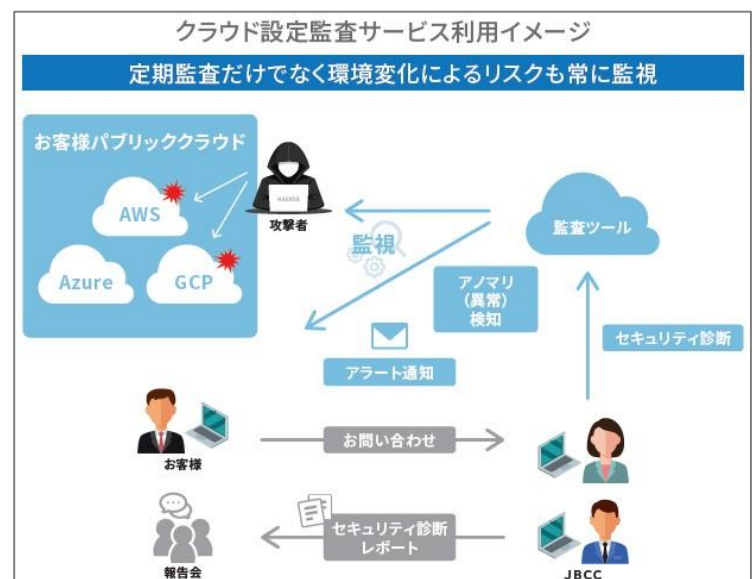 クラウド設定監査サービス利用イメージ
定期監査だけでなく環境変化によるリスクも常に監視
お客様パブリッククラウド
AWS
Azure
GCP
HACKER
攻撃者
監視
監査ツール
アノマリ
(異常)
検知
セキュリティ診断
アラート通知
お客様
お問い合わせ
報告会
セキュリティ診断
レポート
JBCC